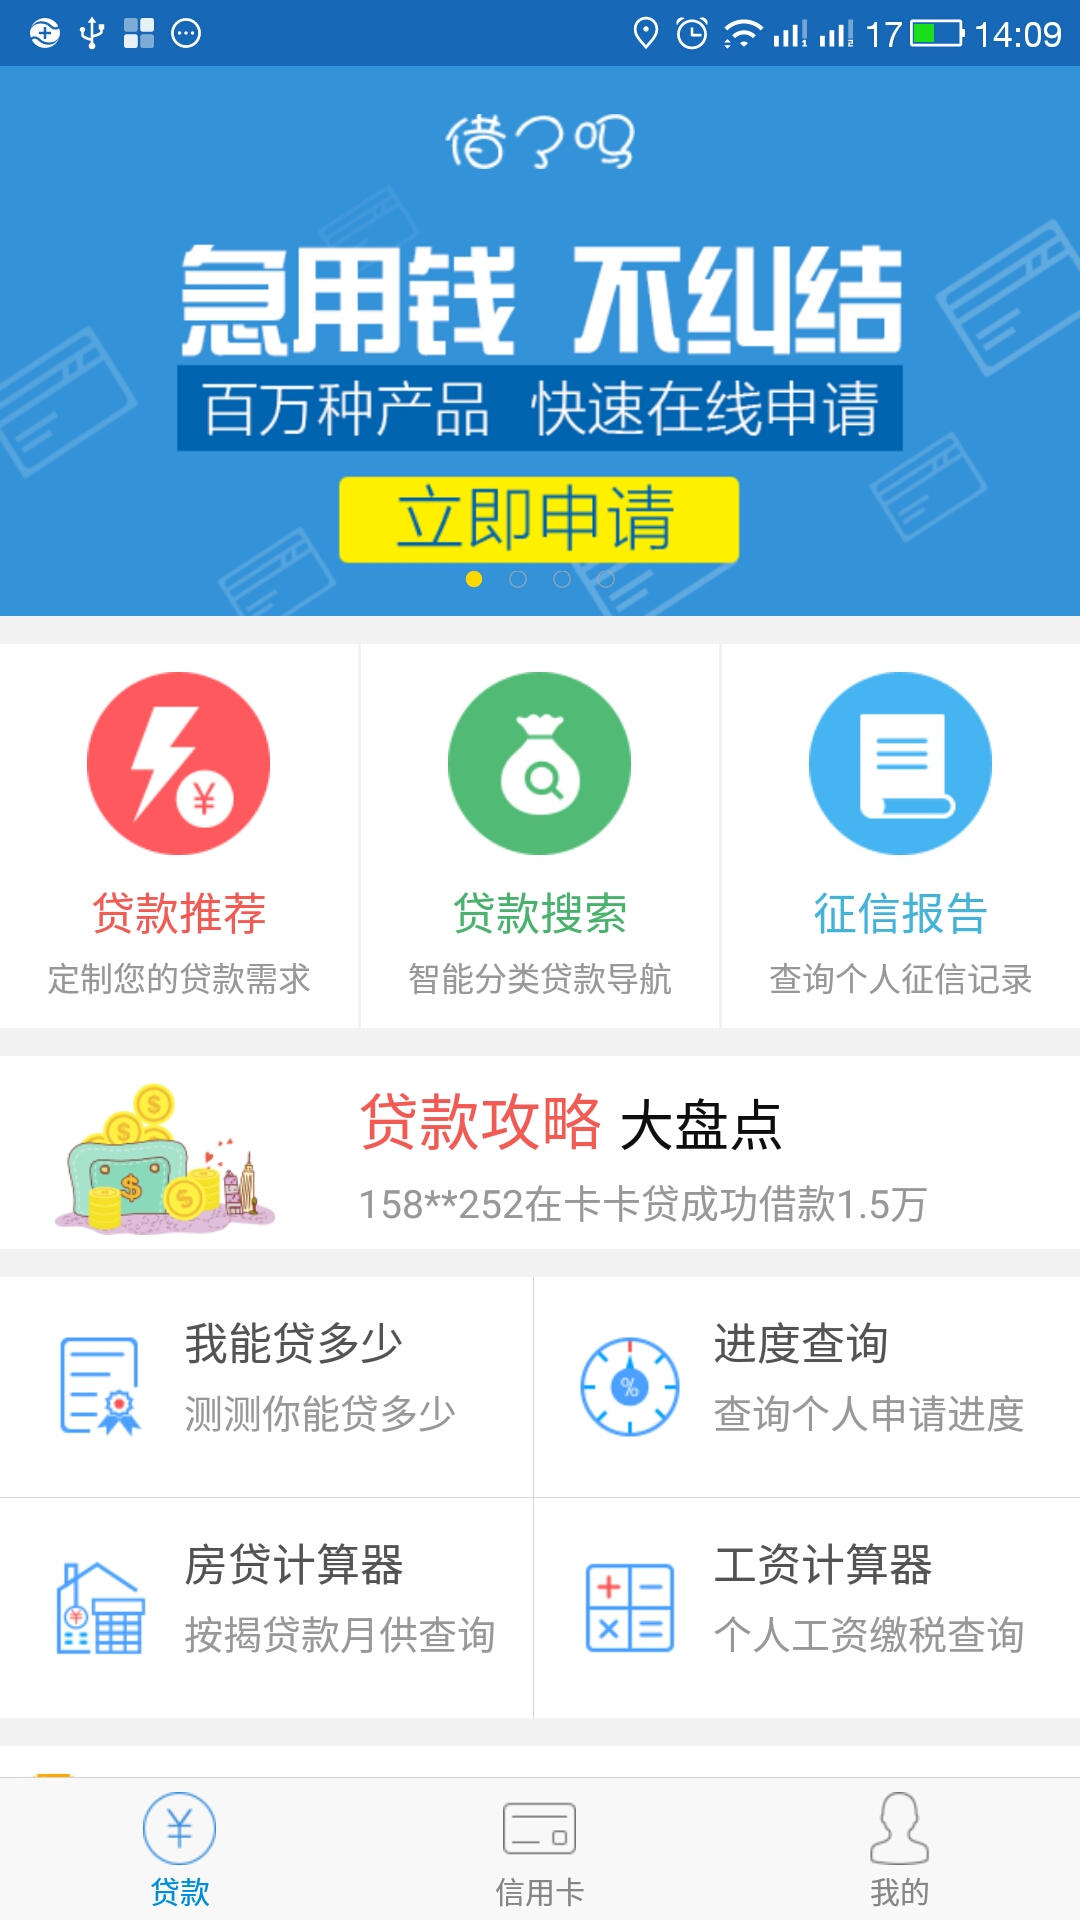 17 14:09
借了吗
急用钱 不纠结
百万种产品 快速在线申请
立即申请
贷款推荐
定制您的贷款需求
贷款搜索
智能分类贷款导航
征信报告
查询个人征信记录
贷款攻略 大盘点
158**252在卡卡贷成功借款1.5万
我能贷多少
测测你能贷多少
进度查询
查询个人申请进度
房贷计算器
按揭贷款月供查询
工资计算器
个人工资缴税查询
贷款
信用卡
我的